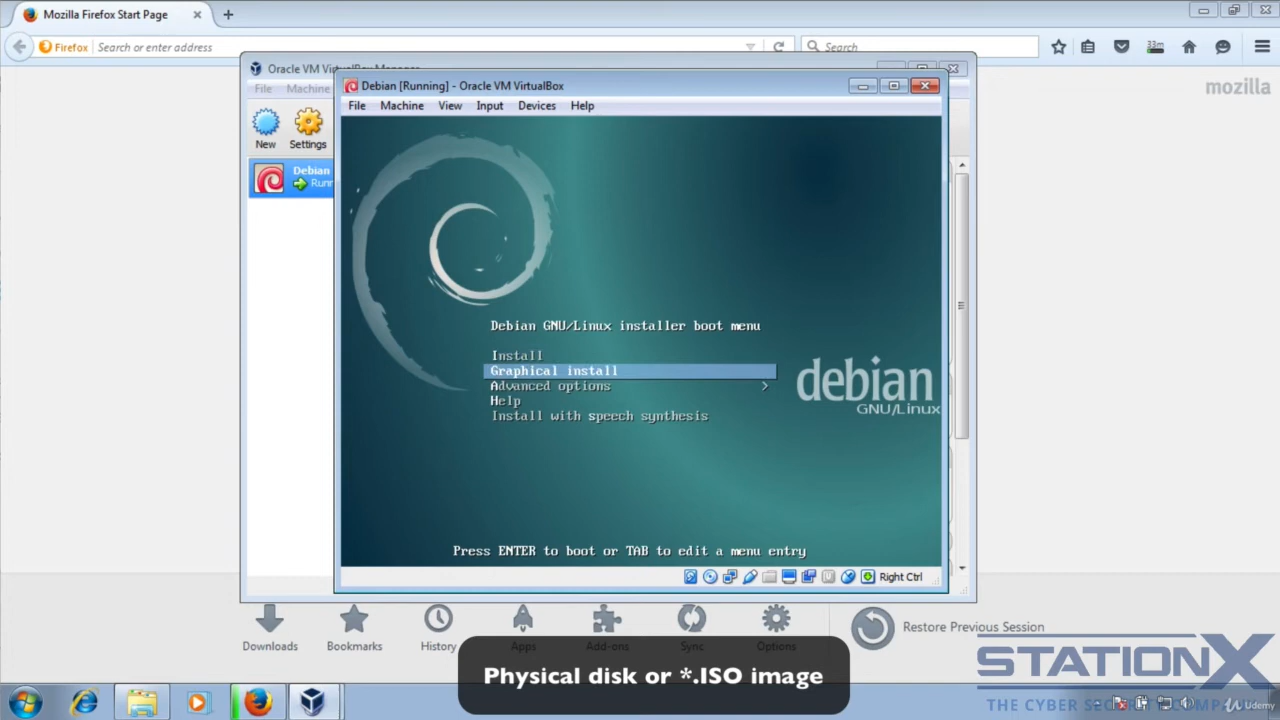 Mozilla Firefox Start Page
Firefox Search or enter address
Search
33m
mozilla
Oracle VM VirtualBox Manager
File Machine
Debian [Running] - Oracle VM VirtualBox
File Machine View Input Devices Help
New Settings
Debian
Runn
Debian GNU/Linux installer boot menu
Install
Graphical install
Advanced options
Help
Install with speech synthesis
debian
GNU/Linux
Press ENTER to boot or TAB to edit a menu entry
Right Ctrl
Downloads Bookmarks History Apps Add-ons Sync Options
Restore Previous Session
Physical disk or *.ISO image
STATIONX
THE CYBER SECURITY COMPA
Udemy